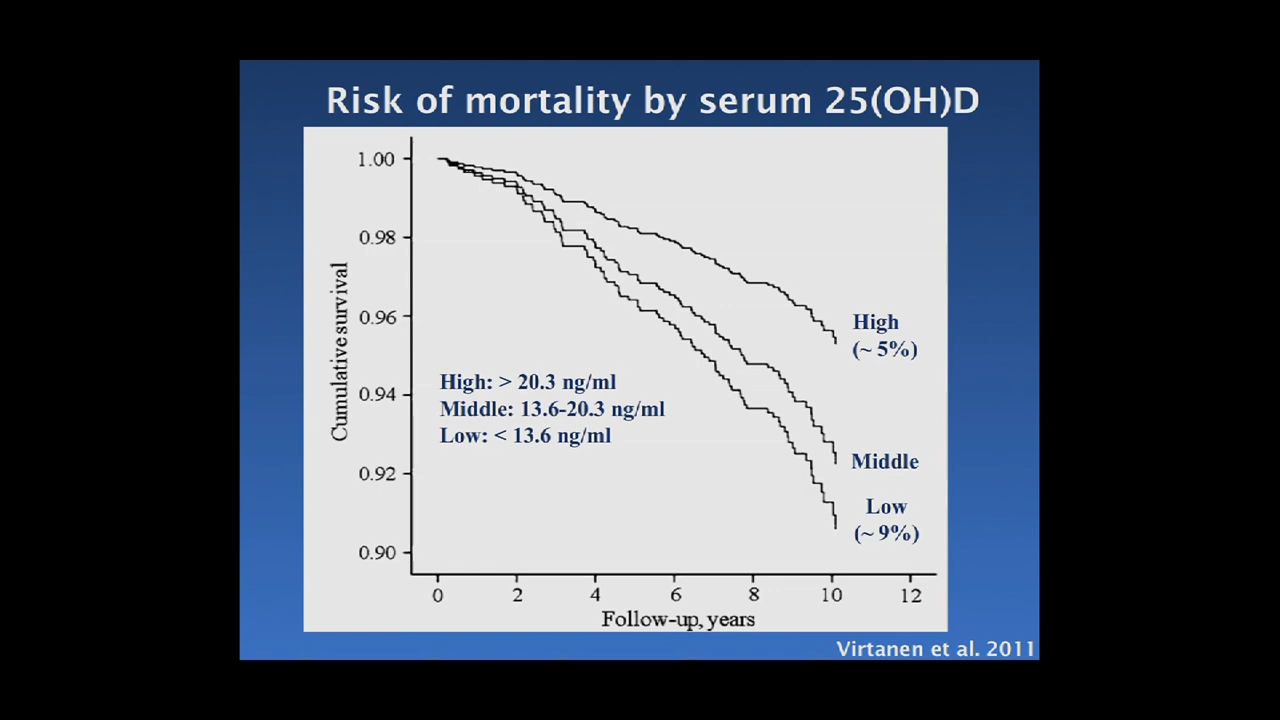 Risk of mortality by serum 25(OH)D
1.00
0.98
0.96
0.94
0.92
0.90
Cumulative survival
High: > 20.3 ng/ml
Middle: 13.6-20.3 ng/ml
Low: < 13.6 ng/ml
High
(~ 5%)
Middle
Low
(~ 9%)
0 2 4 6 8 10 12
Follow-up, years
Virtanen et al. 2011